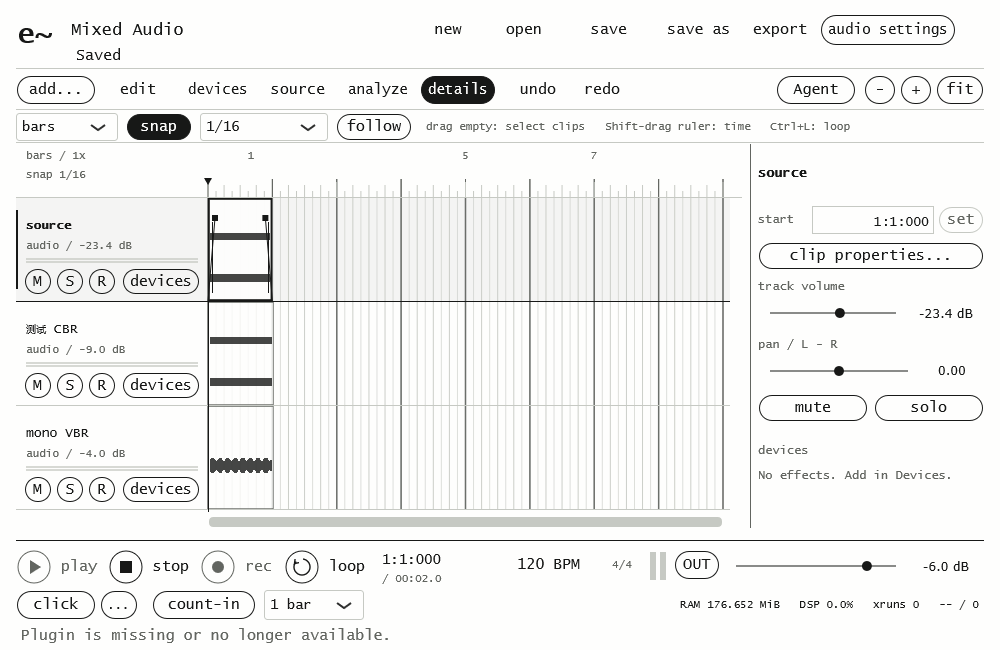 e~ Mixed Audio new open save save as export audio settings
Saved
add... edit devices source analyze details undo redo Agent - + fit
bars snap 1/16 follow drag empty: select clips Shift-drag ruler: time Ctrl+L: loop
bars / 1x 1 5 7
snap 1/16
source
source
audio / -23.4 dB
M S R devices
测试 CBR
audio / -9.0 dB
M S R devices
mono VBR
audio / -4.0 dB
M S R devices
start 1:1:000 set
clip properties...
track volume
-23.4 dB
pan / L - R
0.00
mute solo
devices
No effects. Add in Devices.
play stop rec loop 1:1:000 120 BPM 4/4 OUT -6.0 dB
/ 00:02.0
click ... count-in 1 bar RAM 176.652 MiB DSP 0.0% xruns 0 -- / 0
Plugin is missing or no longer available.